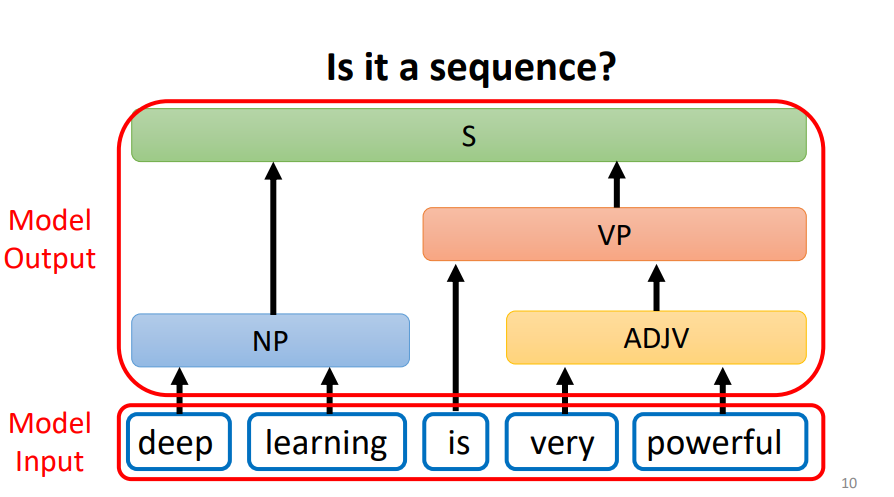 Is it a sequence?
S
Model
Output
VP
NP
ADJV
Model
Input
deep learning is very powerful
10